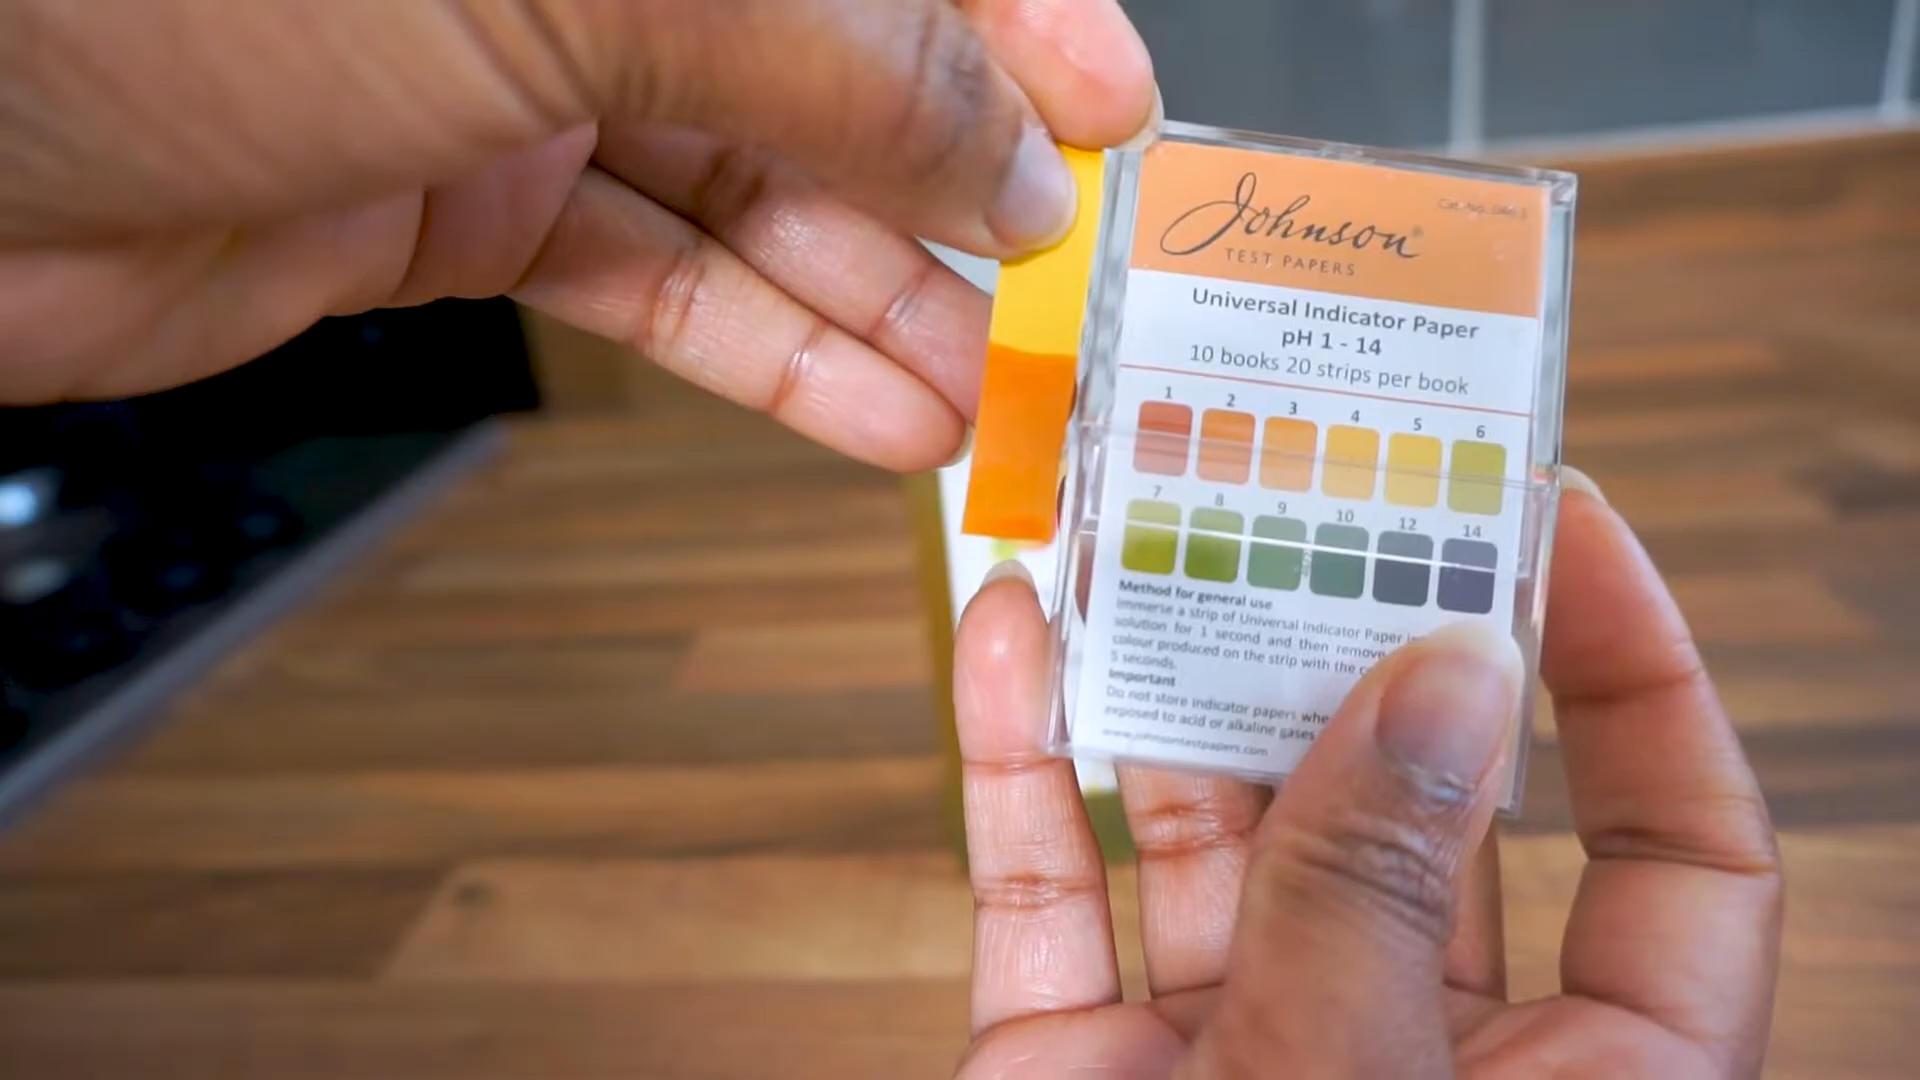 Johnson®
TEST PAPERS
Universal Indicator Paper
pH 1 - 14
10 books 20 strips per book
1 2 3 4 5 6
7 8 9 10 12 14
Method for general use
Immerse a strip of Universal Indicator Paper
solution for 1 second and then remove
colour produced on the strip with the
5 seconds.
Important
Do not store indicator papers
exposed to acid or alkaline gases
www.johnsontestpapers.com